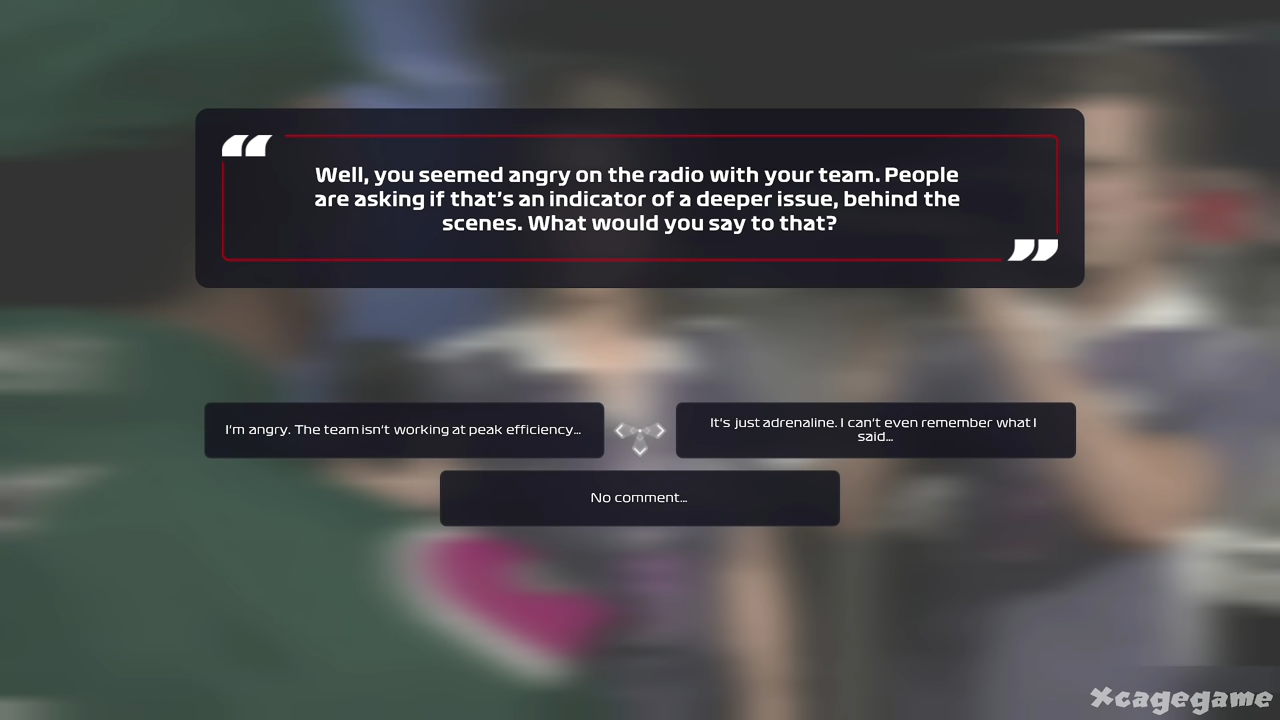 Well, you seemed angry on the radio with your team. People
are asking if that's an indicator of a deeper issue, behind the
scenes. What would you say to that?
I'm angry. The team isn't working at peak efficiency...
It's just adrenaline. I can't even remember what I
said...
No comment...
Xcagegame